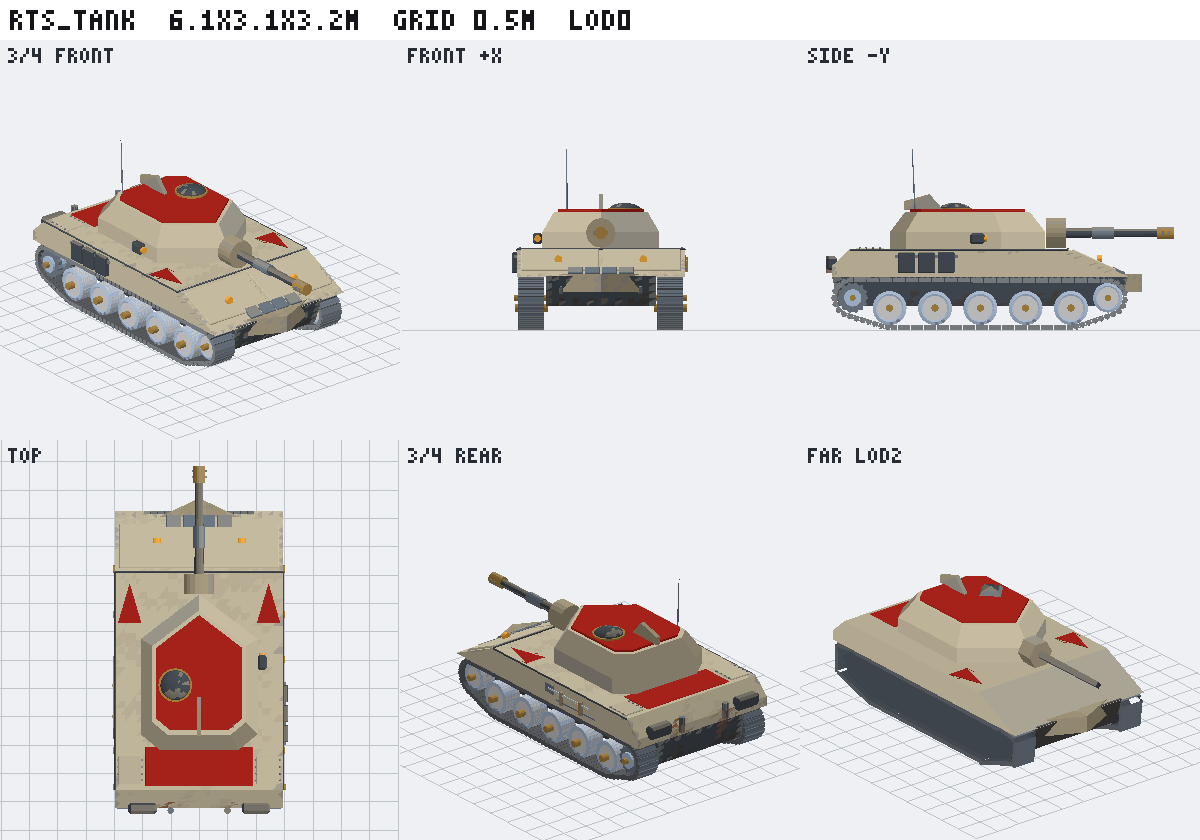 RTS_TANK 6.1X3.1X3.2M GRID 0.5M LOD0
3/4 FRONT
FRONT +X
SIDE -Y
TOP
3/4 REAR
FAR LOD2